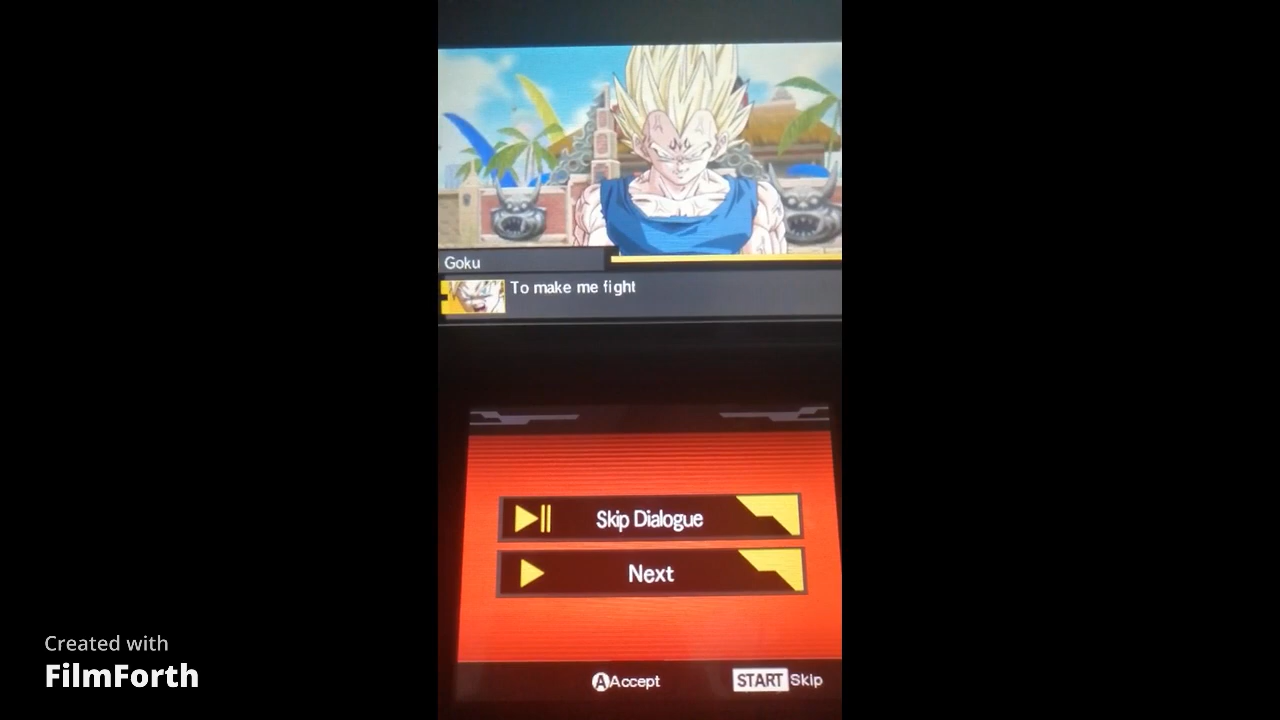 Goku
To make me fight
Skip Dialogue
Next
A Accept
START Skip
Created with
FilmForth